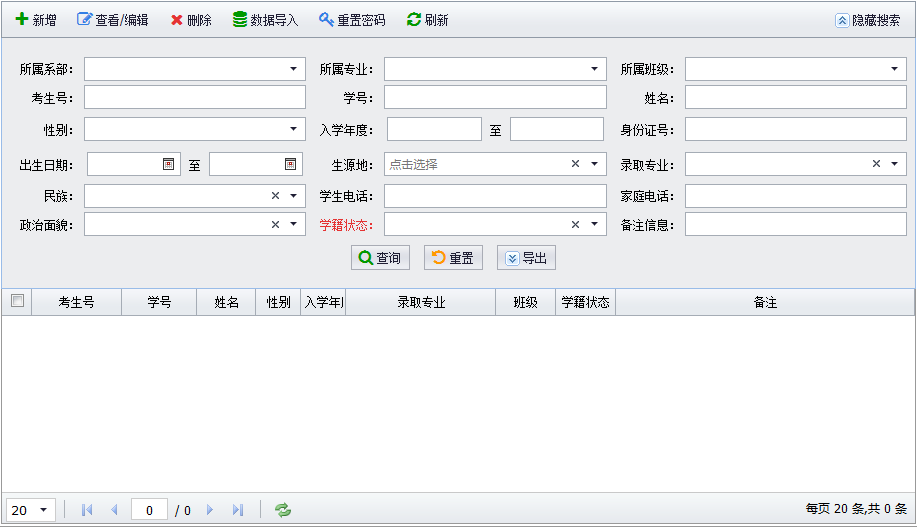 新增 查看/编辑 删除 数据导入 重置密码 刷新 隐藏搜索
所属系部: 所属专业: 所属班级:
考生号: 学号: 姓名:
性别: 入学年度: 至 身份证号:
出生日期: 至 生源地: 点击选择 录取专业:
民族: 学生电话: 家庭电话:
政治面貌: 学籍状态: 备注信息:
查询 重置 导出
考生号 学号 姓名 性别 入学年 录取专业 班级 学籍状态 备注
20 0 / 0 每页 20 条,共 0 条